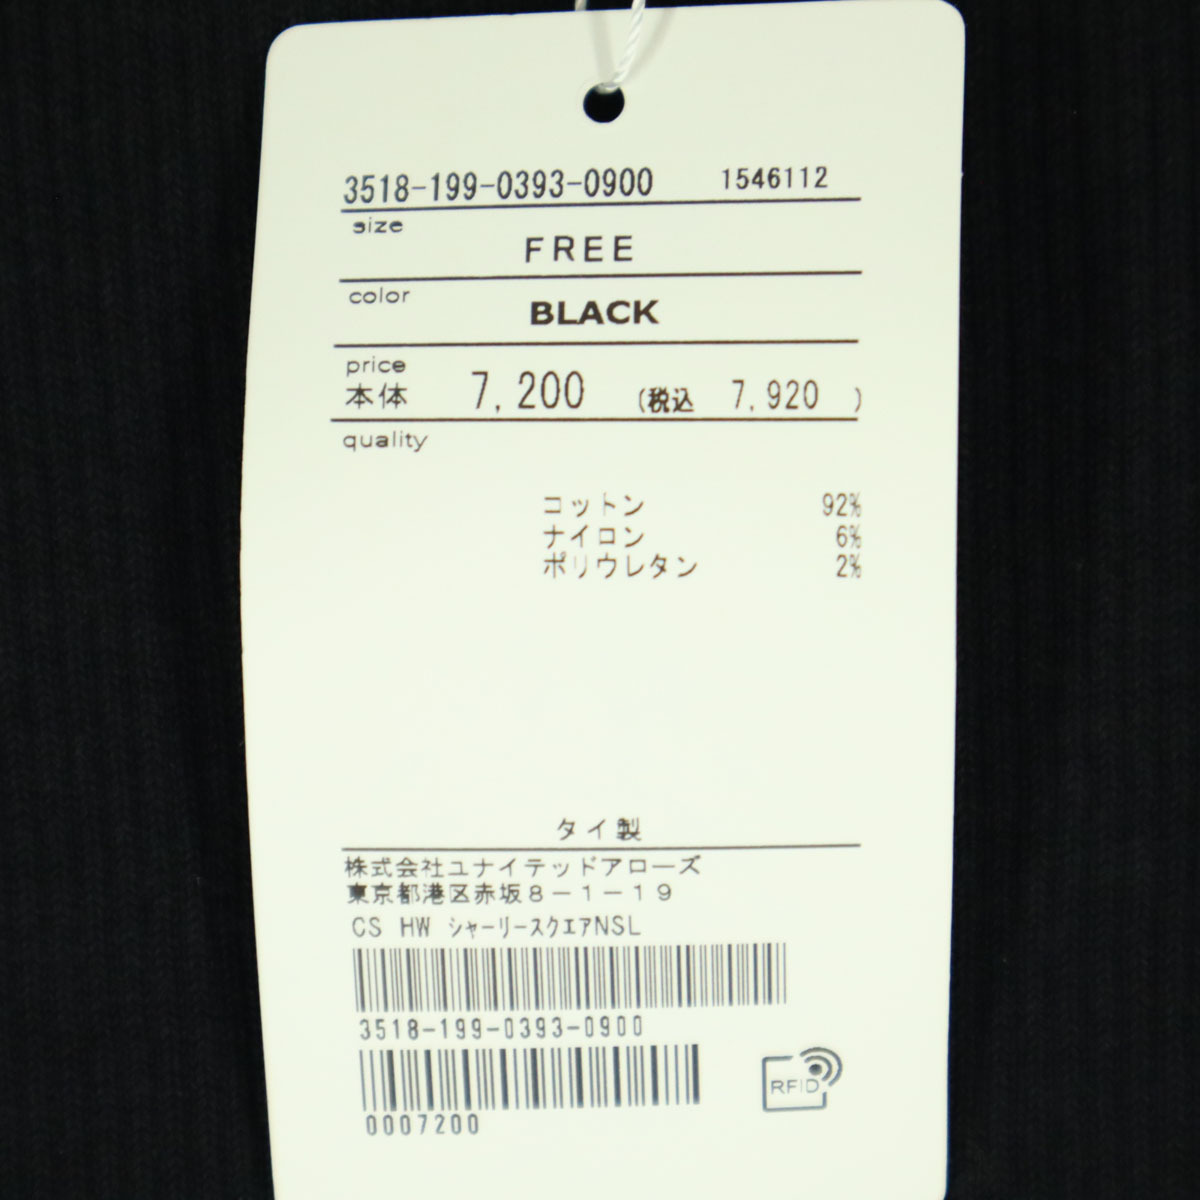 3518-199-0393-0900 1546112
size
FREE
color
BLACK
price
本体 7,200 (税込 7,920 )
quality
コットン 92%
ナイロン 6%
ポリウレタン 2%
タイ製
株式会社ユナイテッドアローズ
東京都港区赤坂8-1-19
CS HW シャーリースクエアNSL
3518-199-0393-0900
RFID
0007200